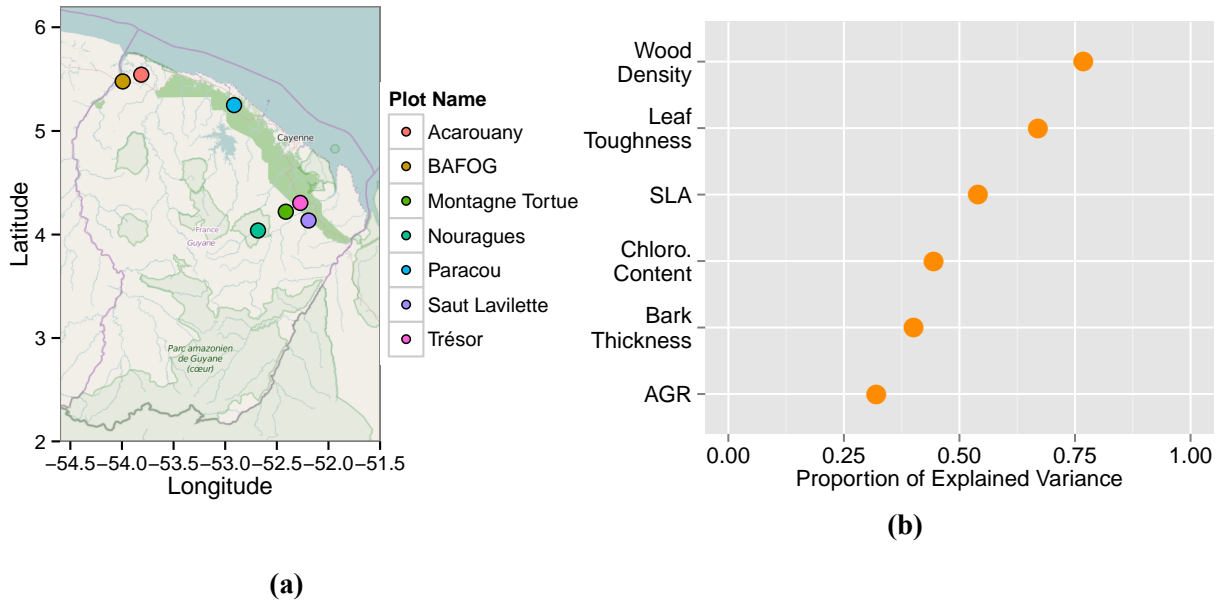 6
5
4
3
2
Latitude
−54.5−54.0−53.5−53.0−52.5−52.0−51.5
Longitude
Cayenne
France
Guyane
Parc amazonien
de Guyane
(cœur)
Plot Name
Acarouany
BAFOG
Montagne Tortue
Nouragues
Paracou
Saut Lavilette
Trésor
(a)
Wood
Density
Leaf
Toughness
SLA
Chloro.
Content
Bark
Thickness
AGR
0.00 0.25 0.50 0.75 1.00
Proportion of Explained Variance
(b)